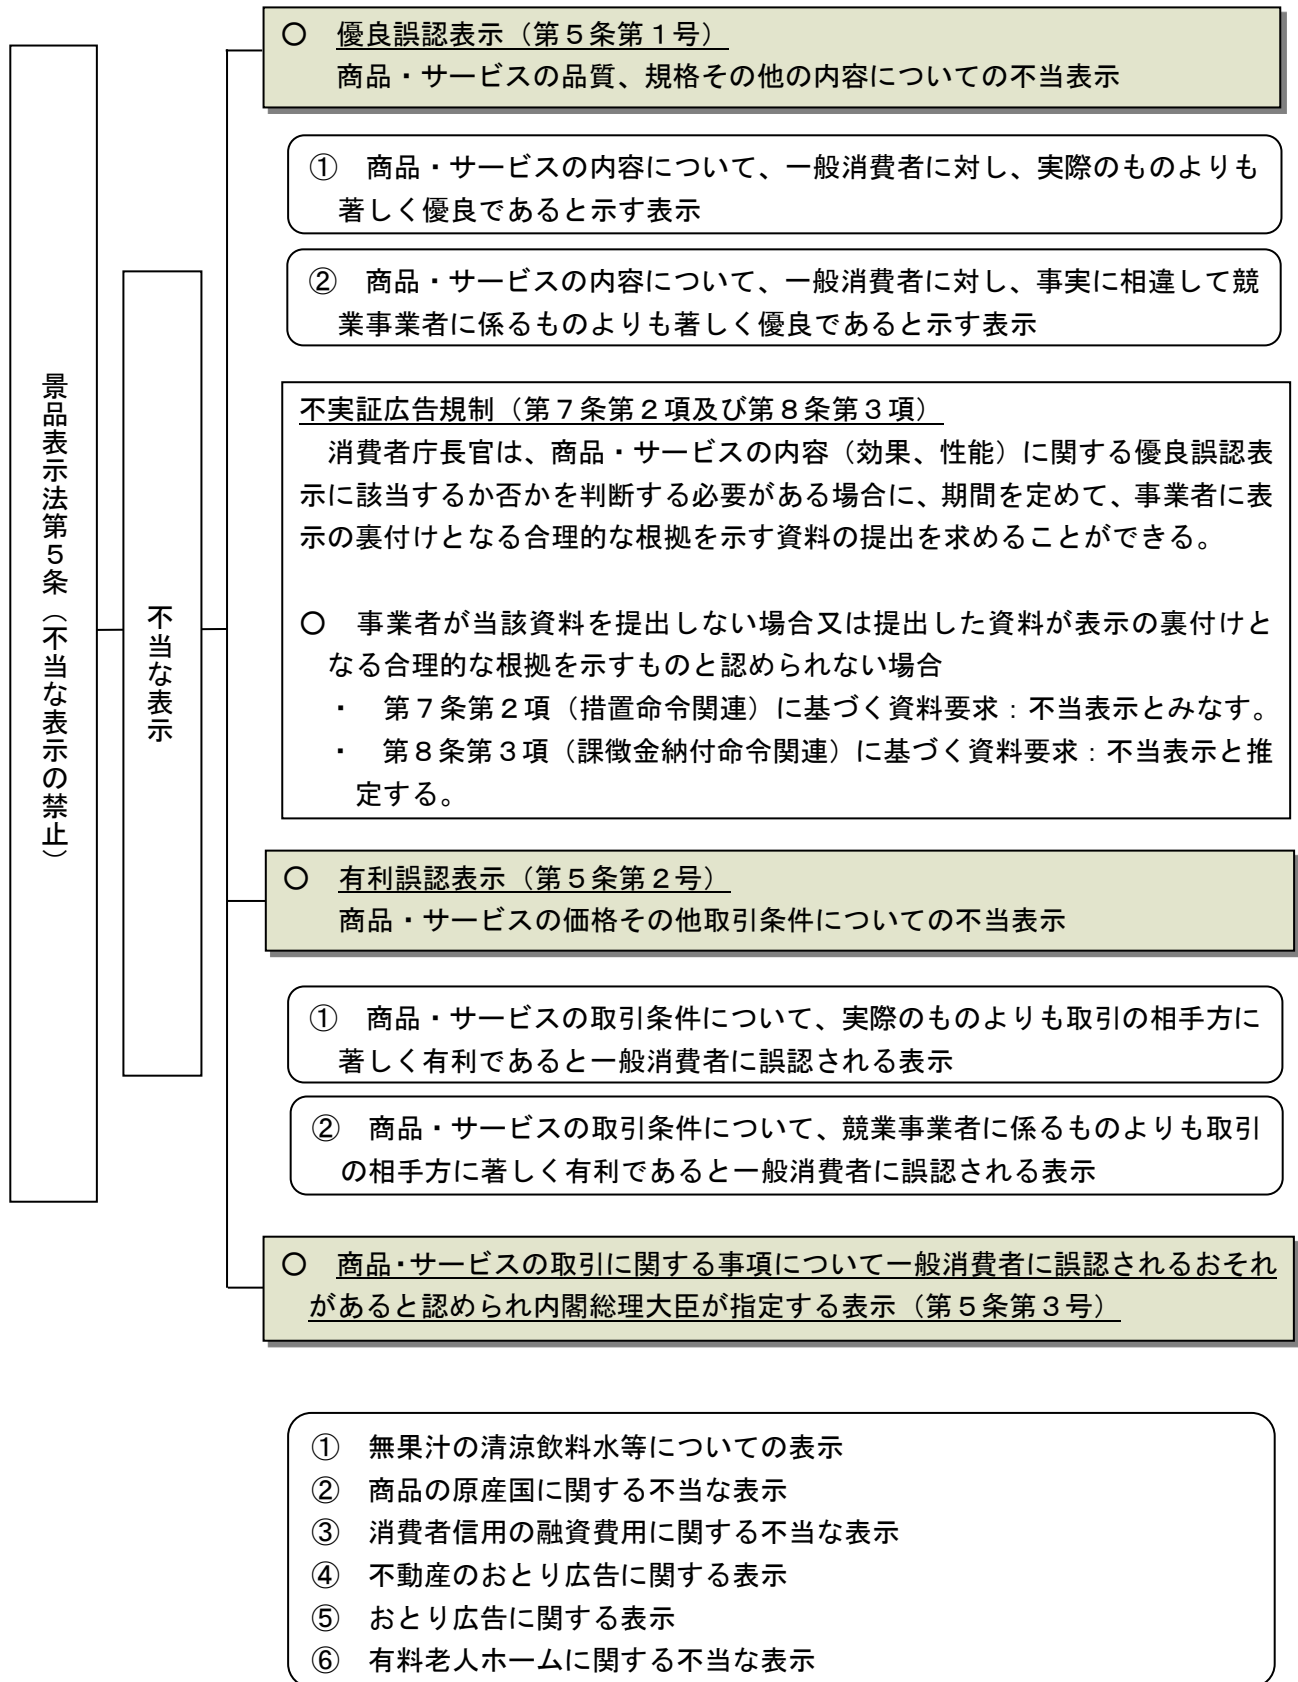 景品表示法第５条（不当な表示の禁止）
不当な表示
○　優良誤認表示（第５条第１号）
商品・サービスの品質、規格その他の内容についての不当表示
①　商品・サービスの内容について、一般消費者に対し、実際のものよりも
著しく優良であると示す表示
②　商品・サービスの内容について、一般消費者に対し、事実に相違して競
業事業者に係るものよりも著しく優良であると示す表示
不実証広告規制（第７条第２項及び第８条第３項）
消費者庁長官は、商品・サービスの内容（効果、性能）に関する優良誤認表
示に該当するか否かを判断する必要がある場合に、期間を定めて、事業者に表
示の裏付けとなる合理的な根拠を示す資料の提出を求めることができる。
○　事業者が当該資料を提出しない場合又は提出した資料が表示の裏付けと
なる合理的な根拠を示すものと認められない場合
・　第７条第２項（措置命令関連）に基づく資料要求：不当表示とみなす。
・　第８条第３項（課徴金納付命令関連）に基づく資料要求：不当表示と推
定する。
○　有利誤認表示（第５条第２号）
商品・サービスの価格その他取引条件についての不当表示
①　商品・サービスの取引条件について、実際のものよりも取引の相手方に
著しく有利であると一般消費者に誤認される表示
②　商品・サービスの取引条件について、競業事業者に係るものよりも取引
の相手方に著しく有利であると一般消費者に誤認される表示
○　商品・サービスの取引に関する事項について一般消費者に誤認されるおそれ
があると認められ内閣総理大臣が指定する表示（第５条第３号）
①　無果汁の清涼飲料水等についての表示
②　商品の原産国に関する不当な表示
③　消費者信用の融資費用に関する不当な表示
④　不動産のおとり広告に関する表示
⑤　おとり広告に関する表示
⑥　有料老人ホームに関する不当な表示